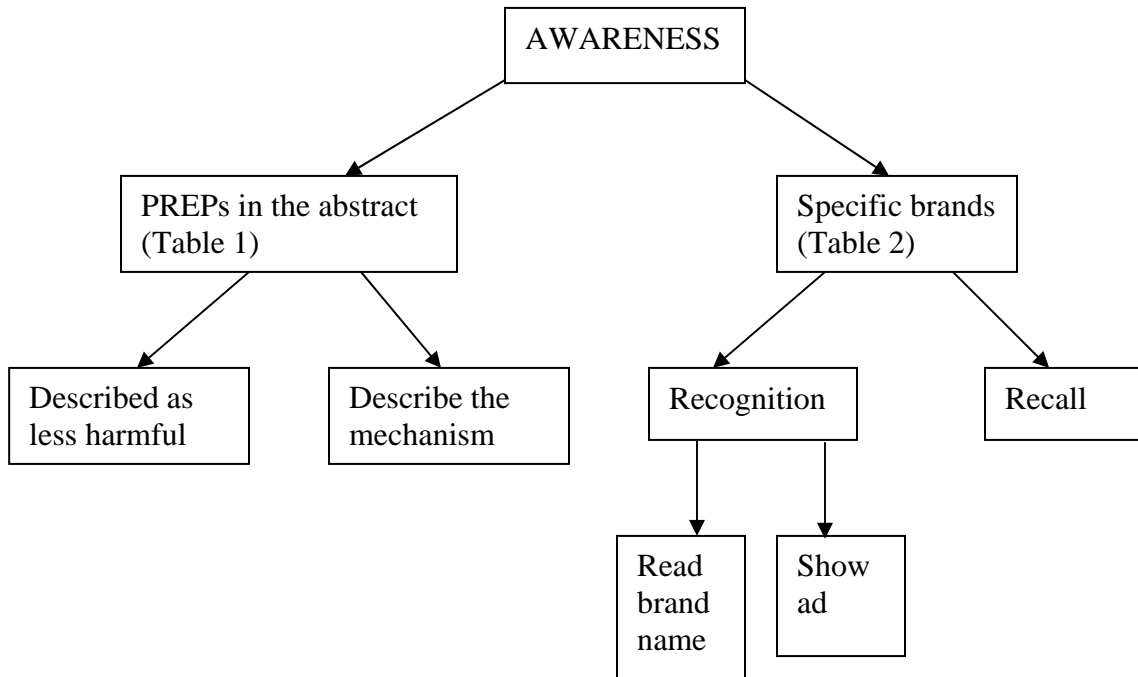 AWARENESS
PREPs in the abstract
(Table 1)
Specific brands
(Table 2)
Described as
less harmful
Describe the
mechanism
Recognition
Recall
Read
brand
name
Show
ad